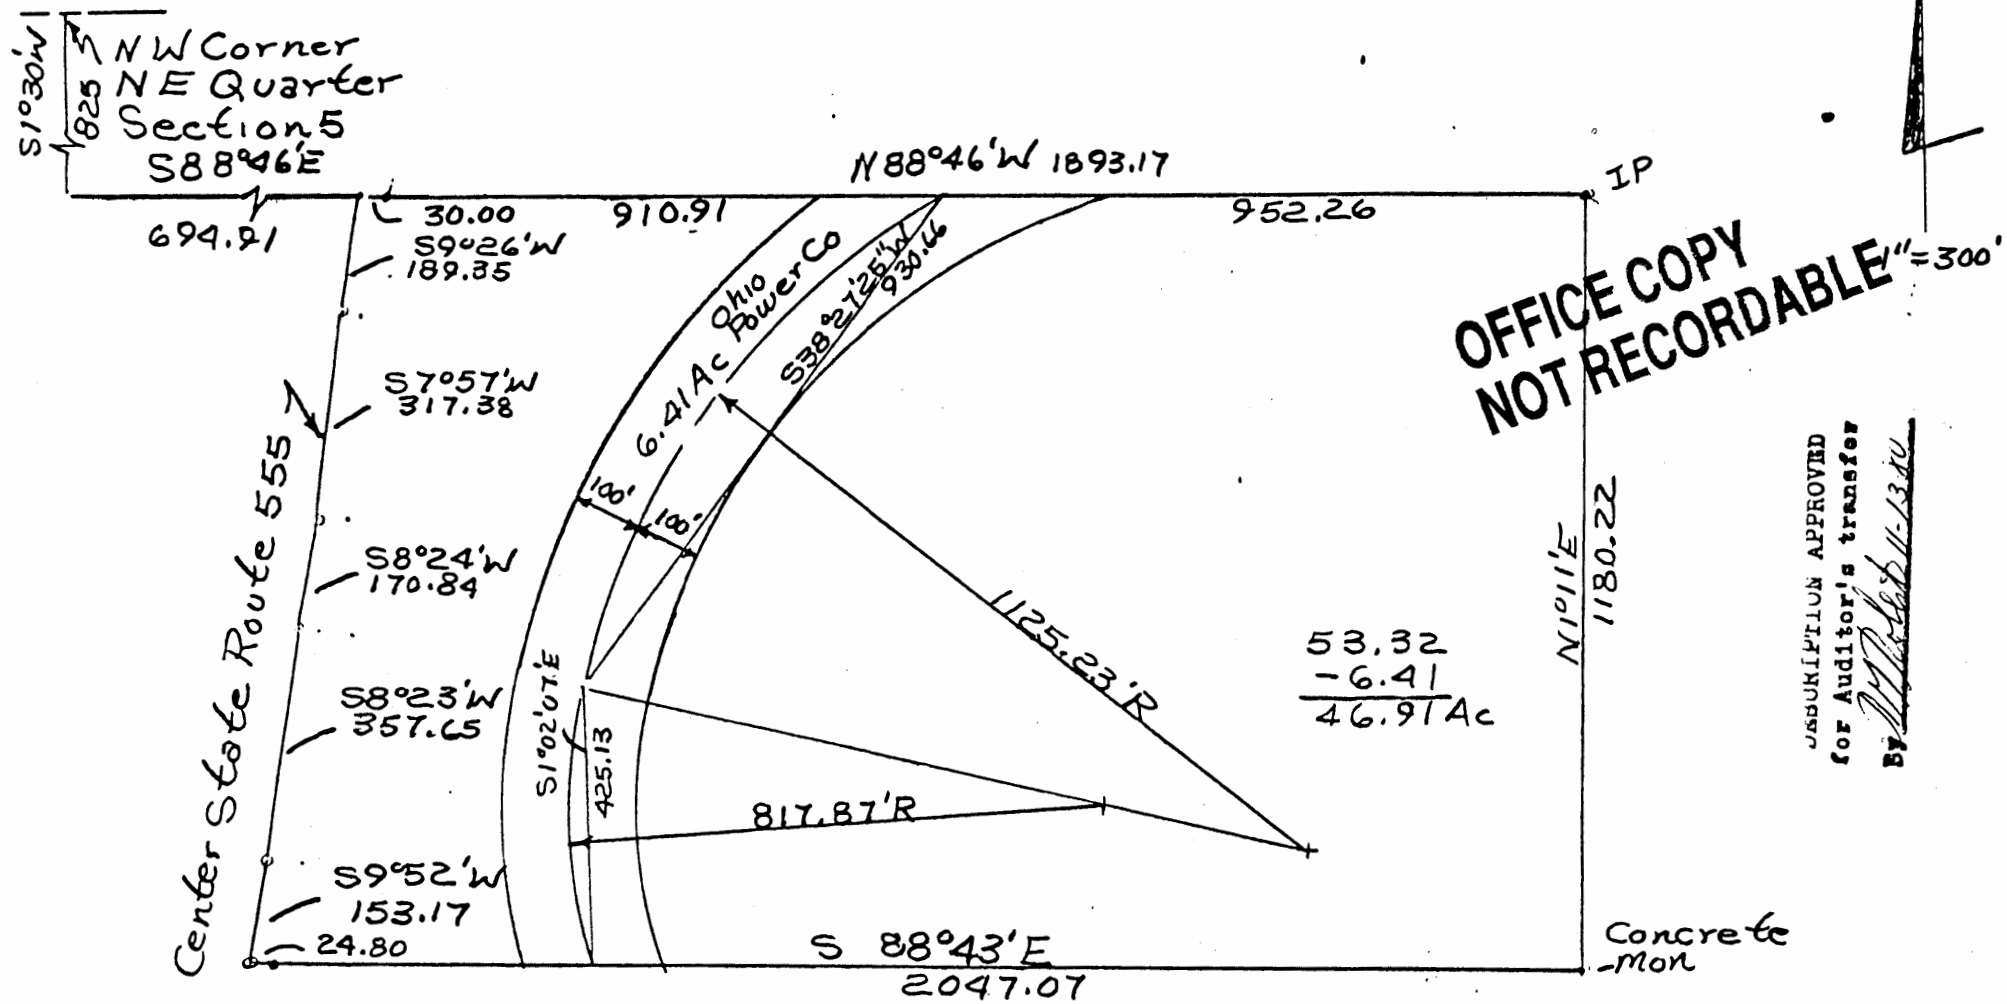 S1°30'W
825
NW Corner
NE Quarter
Section 5
S88°46'E
694.91
30.00
910.91
N88°46'W 1893.17
952.26
IP
S9°26'W
189.35
Ohio
Power Co
6.41 Ac
S38°27'25"W
930.66
1"=300'
OFFICE COPY
NOT RECORDABLE
S7°57'W
317.38
Center State Route 555
100'
100'
S8°24'W
170.84
1125.23'R
N1°11'E
1180.22
53.32
-6.41
46.91 Ac
DESCRIPTION APPROVED
for Auditor's transfer
By
S8°23'W
357.65
S1°02'07"E
425.13
817.87'R
S9°52'W
153.17
24.80
S 88°43'E
2047.07
Concrete
Mon